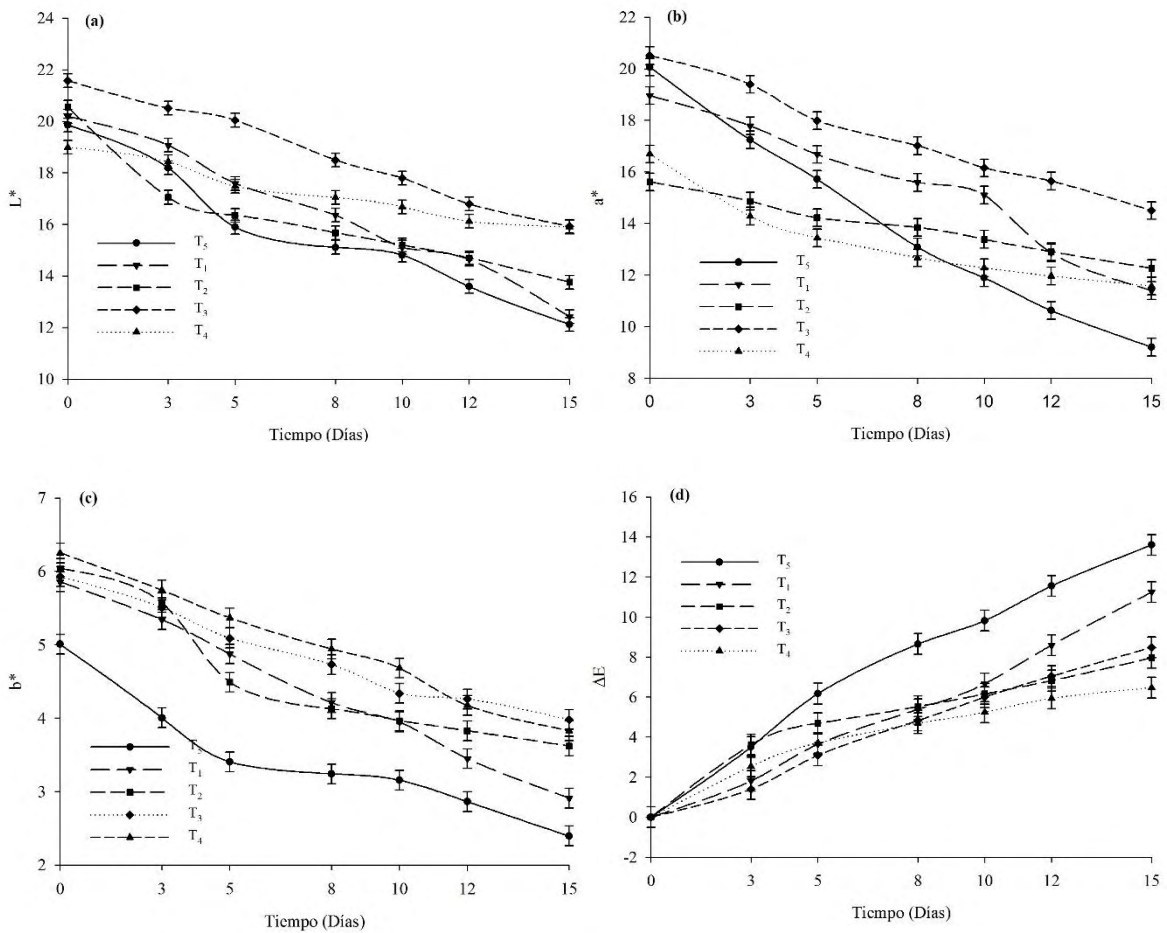 (a)
24
22
20
18
16
14
12
10
L*
T5
T1
T2
T3
T4
0 3 5 8 10 12 15
Tiempo (Días)
(b)
22
20
18
16
14
12
10
8
a*
T5
T1
T2
T3
T4
0 3 5 8 10 12 15
Tiempo (Días)
(c)
7
6
5
4
3
2
b*
T5
T1
T2
T3
T4
0 3 5 8 10 12 15
Tiempo (Días)
(d)
16
14
12
10
8
6
4
2
0
-2
ΔE
T5
T1
T2
T3
T4
0 3 5 8 10 12 15
Tiempo (Días)